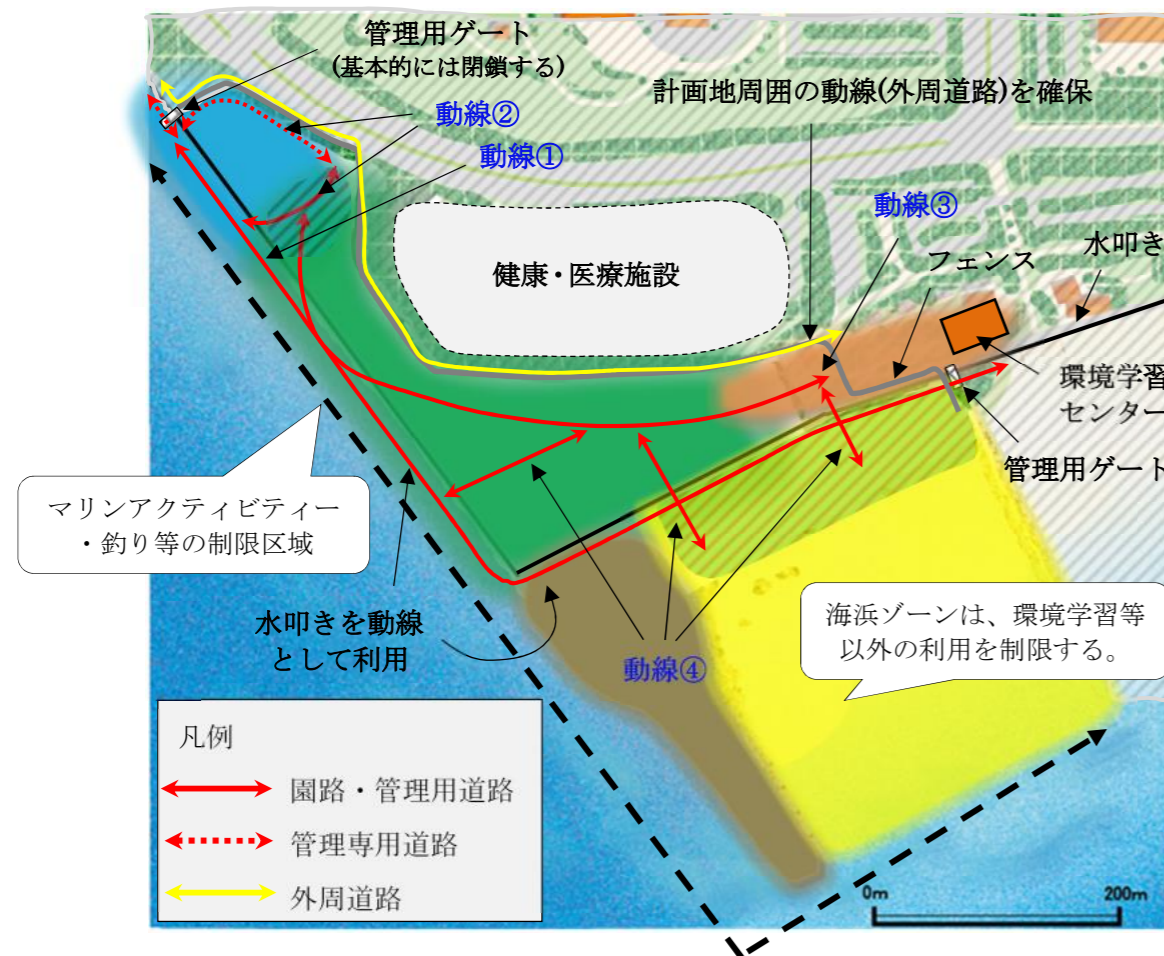 管理用ゲート
(基本的には閉鎖する)
計画地周囲の動線(外周道路)を確保
動線②
動線①
動線③
フェンス
水叩き
健康・医療施設
環境学習
センター
管理用ゲート
マリンアクティビティー
・釣り等の制限区域
水叩きを動線
として利用
動線④
海浜ゾーンは、環境学習等
以外の利用を制限する。
凡例
園路・管理用道路
管理専用道路
外周道路
0m
200m